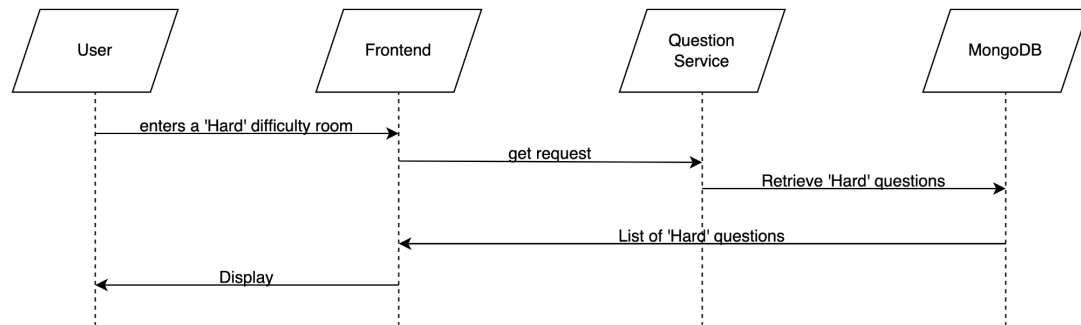 User
Frontend
Question
Service
MongoDB
enters a 'Hard' difficulty room
get request
Retrieve 'Hard' questions
List of 'Hard' questions
Display